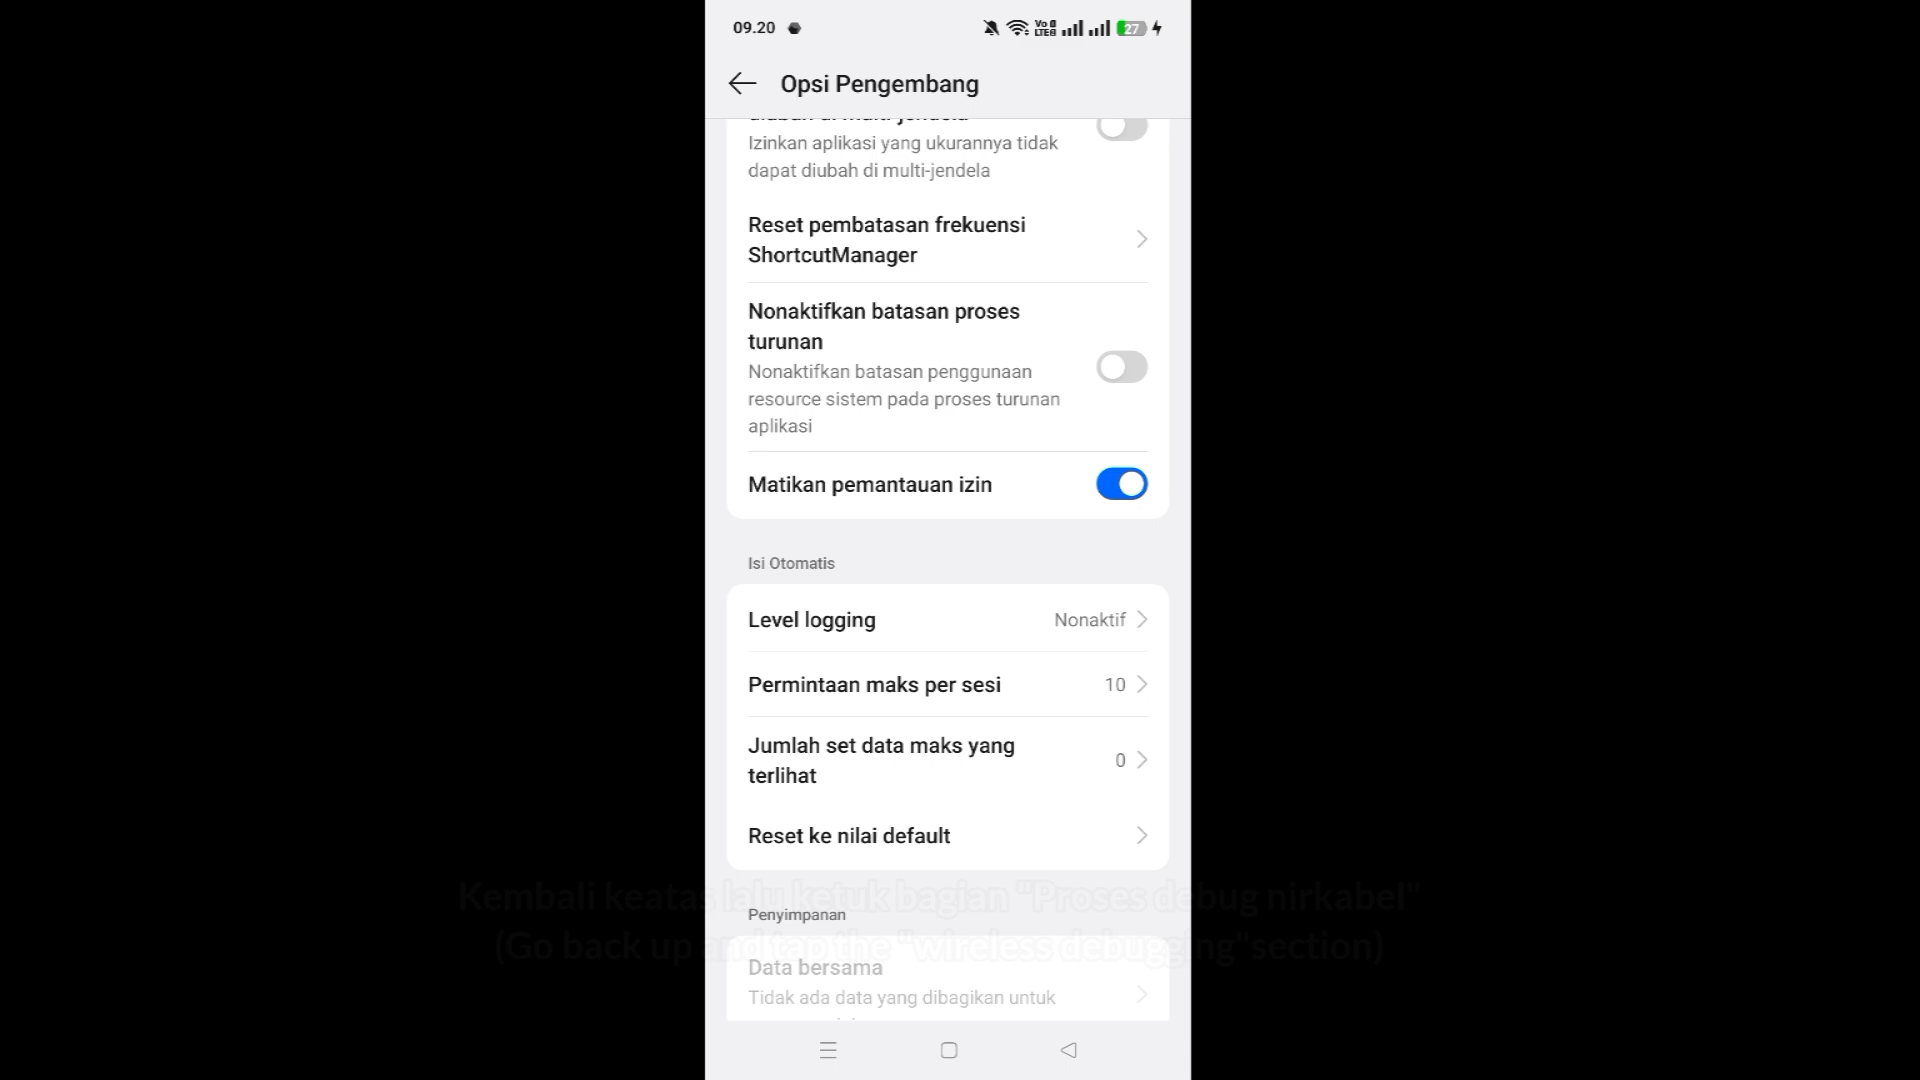 09.20
Vo
LTE
27
Opsi Pengembang
diubah di multi-jendela
Izinkan aplikasi yang ukurannya tidak
dapat diubah di multi-jendela
Reset pembatasan frekuensi
ShortcutManager
Nonaktifkan batasan proses
turunan
Nonaktifkan batasan penggunaan
resource sistem pada proses turunan
aplikasi
Matikan pemantauan izin
Isi Otomatis
Level logging
Nonaktif
Permintaan maks per sesi
10
Jumlah set data maks yang
terlihat
0
Reset ke nilai default
Kembali keatas lalu ketuk bagian "Proses debug nirkabel"
Penyimpanan
(Go back up and tap the "wireless debugging"section)
Data bersama
Tidak ada data yang dibagikan untuk